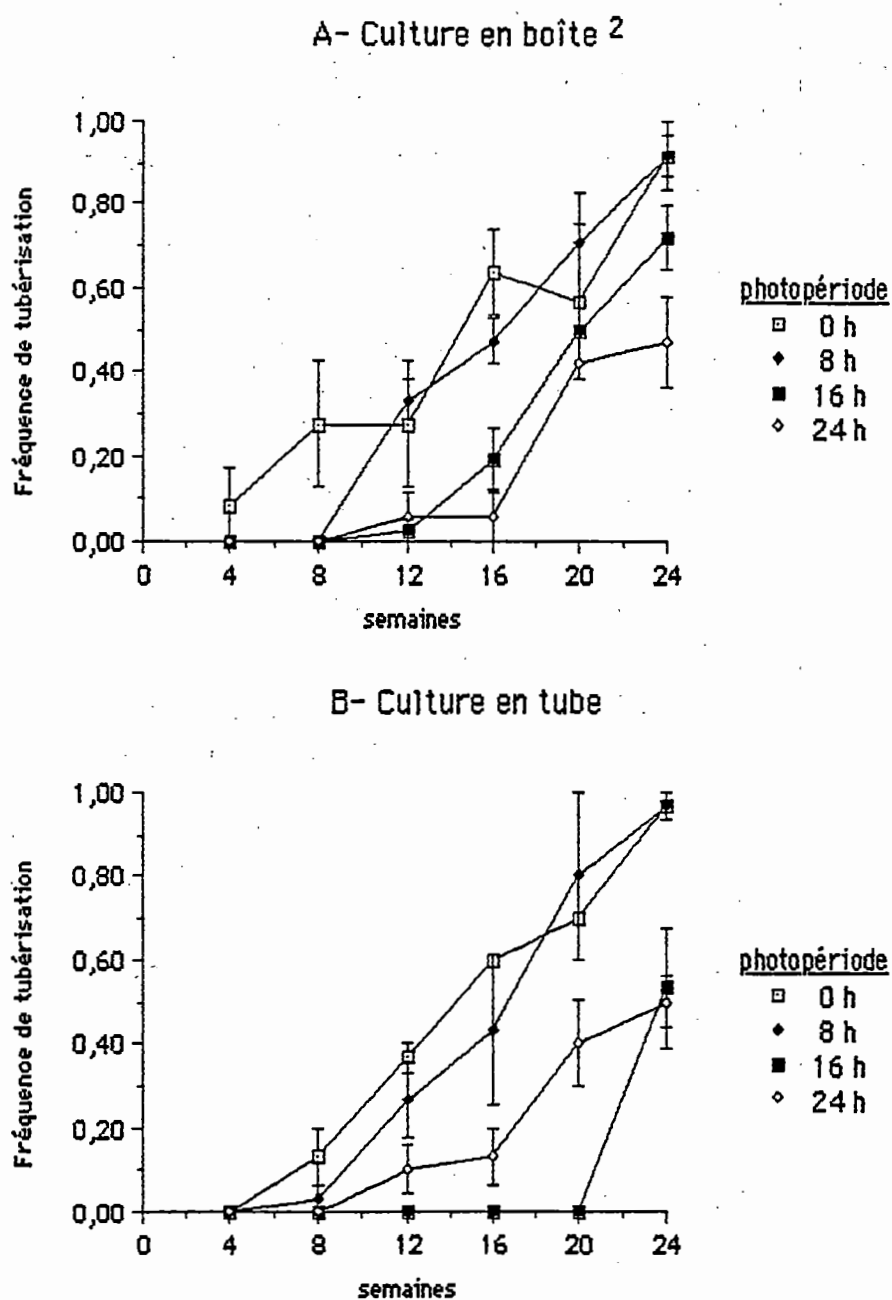 A- Culture en boîte 2
Fréquence de tubérisation
1,00
0,80
0,60
0,40
0,20
0,00
0 4 8 12 16 20 24
semaines
photopériode
0 h
8 h
16 h
24 h
B- Culture en tube
Fréquence de tubérisation
1,00
0,80
0,60
0,40
0,20
0,00
0 4 8 12 16 20 24
semaines
photopériode
0 h
8 h
16 h
24 h